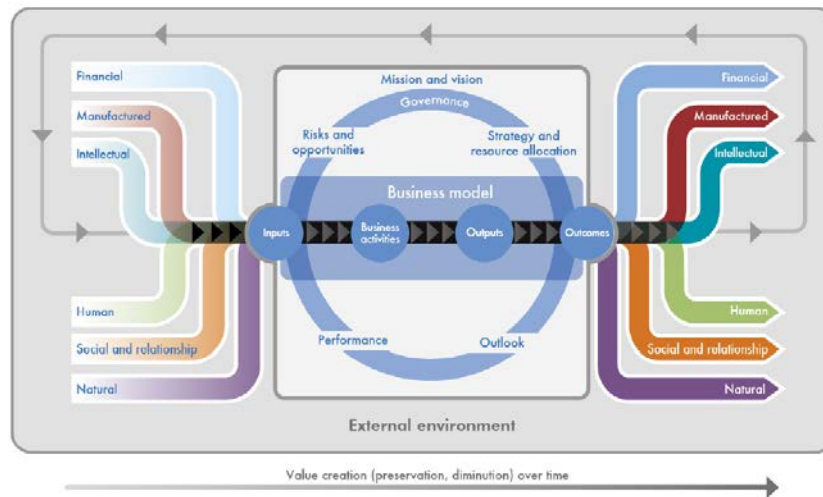 Mission and vision
Governance
Financial
Manufactured
Intellectual
Risks and
opportunities
Strategy and
resource allocation
Financial
Manufactured
Intellectual
Business model
Inputs
Business
activities
Outputs
Outcomes
Human
Social and relationship
Natural
Performance
Outlook
Human
Social and relationship
Natural
External environment
Value creation (preservation, diminution) over time